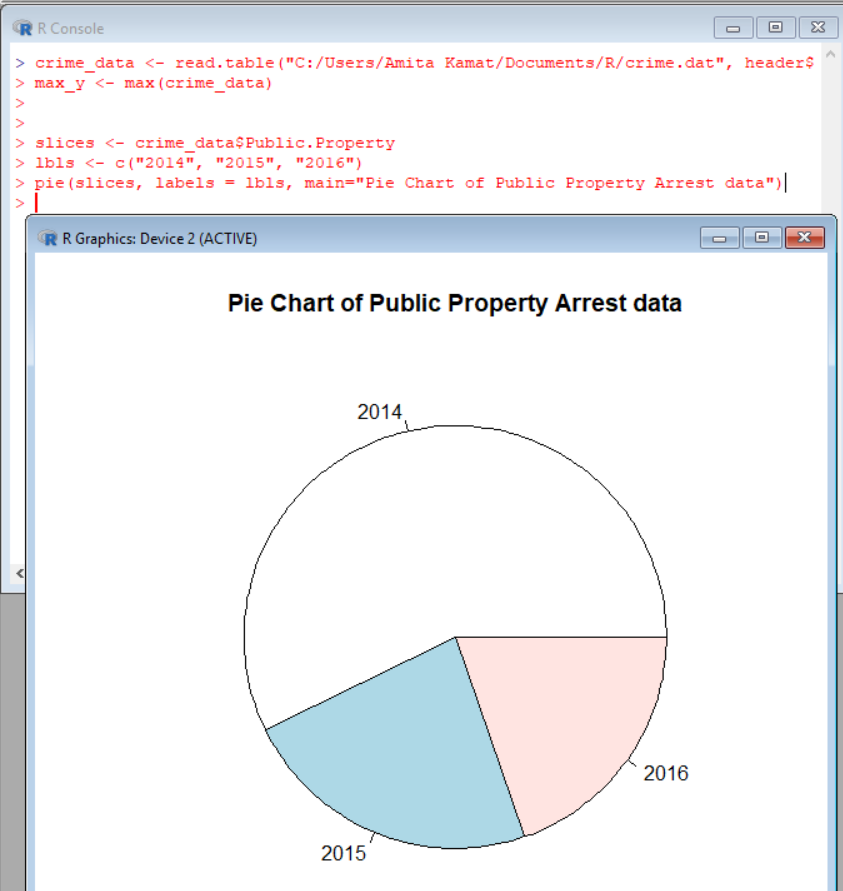 R Console
> crime_data <- read.table("C:/Users/Amita Kamat/Documents/R/crime.dat", header$
> max_y <- max(crime_data)
>
>
> slices <- crime_data$Public.Property
> lbls <- c("2014", "2015", "2016")
> pie(slices, labels = lbls, main="Pie Chart of Public Property Arrest data")
>
R Graphics: Device 2 (ACTIVE)
Pie Chart of Public Property Arrest data
2014
2016
2015